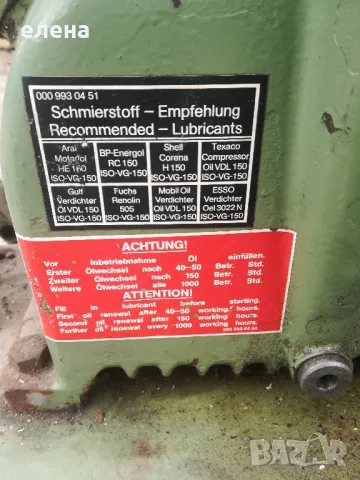 елена
000 993 0 4 51
Schmierstoff – Empfehlung
Recommended – Lubricants
Aral
Motanol
HE 160
ISO-VG-150
BP-Energol
RC 150
ISO-VG-150
Shell
Corena
H 150
ISO-VG-150
Texaco
Compressor
Oil VDL 150
ISO-VG-150
Gulf
Verdichter
Öl VDL 150
ISO-VG-150
Fuchs
Renolin
505
ISO-VG-150
Mobil Oil
Verdichter
VDL 150
ISO-VG-150
ESSO
Verdichter
Oel 3022 N
ISO-VG-150
ACHTUNG!
Vor Inbetriebnahme Öl einfüllen.
Erster Ölwechsel nach 40–50 Betr. Std.
Zweiter Ölwechsel nach 150 Betr. Std.
Weitere Ölwechsel alle 1000 Betr. Std.
ATTENTION!
Fill in lubricant before starting.
First oil renewal after 40–50 working hours.
Second oil renewal after 150 working hours.
Further oil renewal every 1000 working hours.
BAZAR